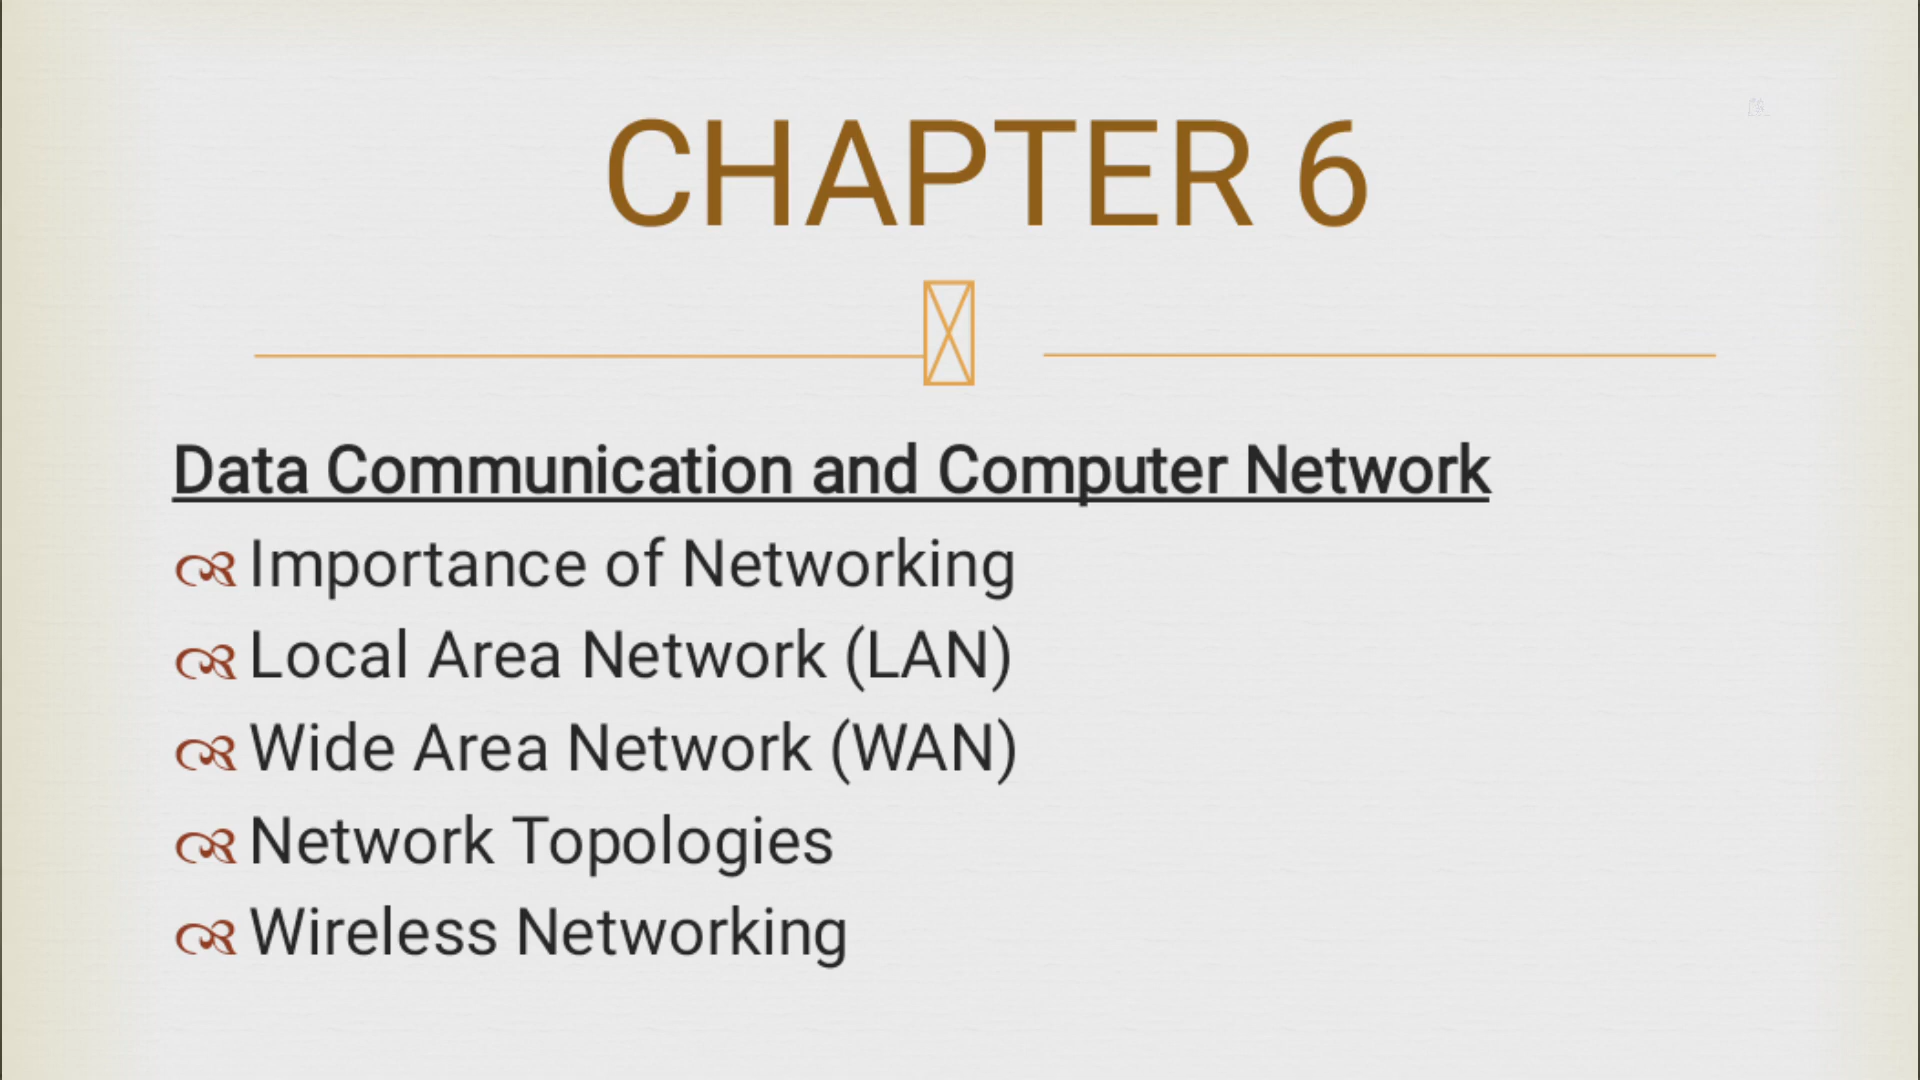 CHAPTER 6
Data Communication and Computer Network
Importance of Networking
Local Area Network (LAN)
Wide Area Network (WAN)
Network Topologies
Wireless Networking